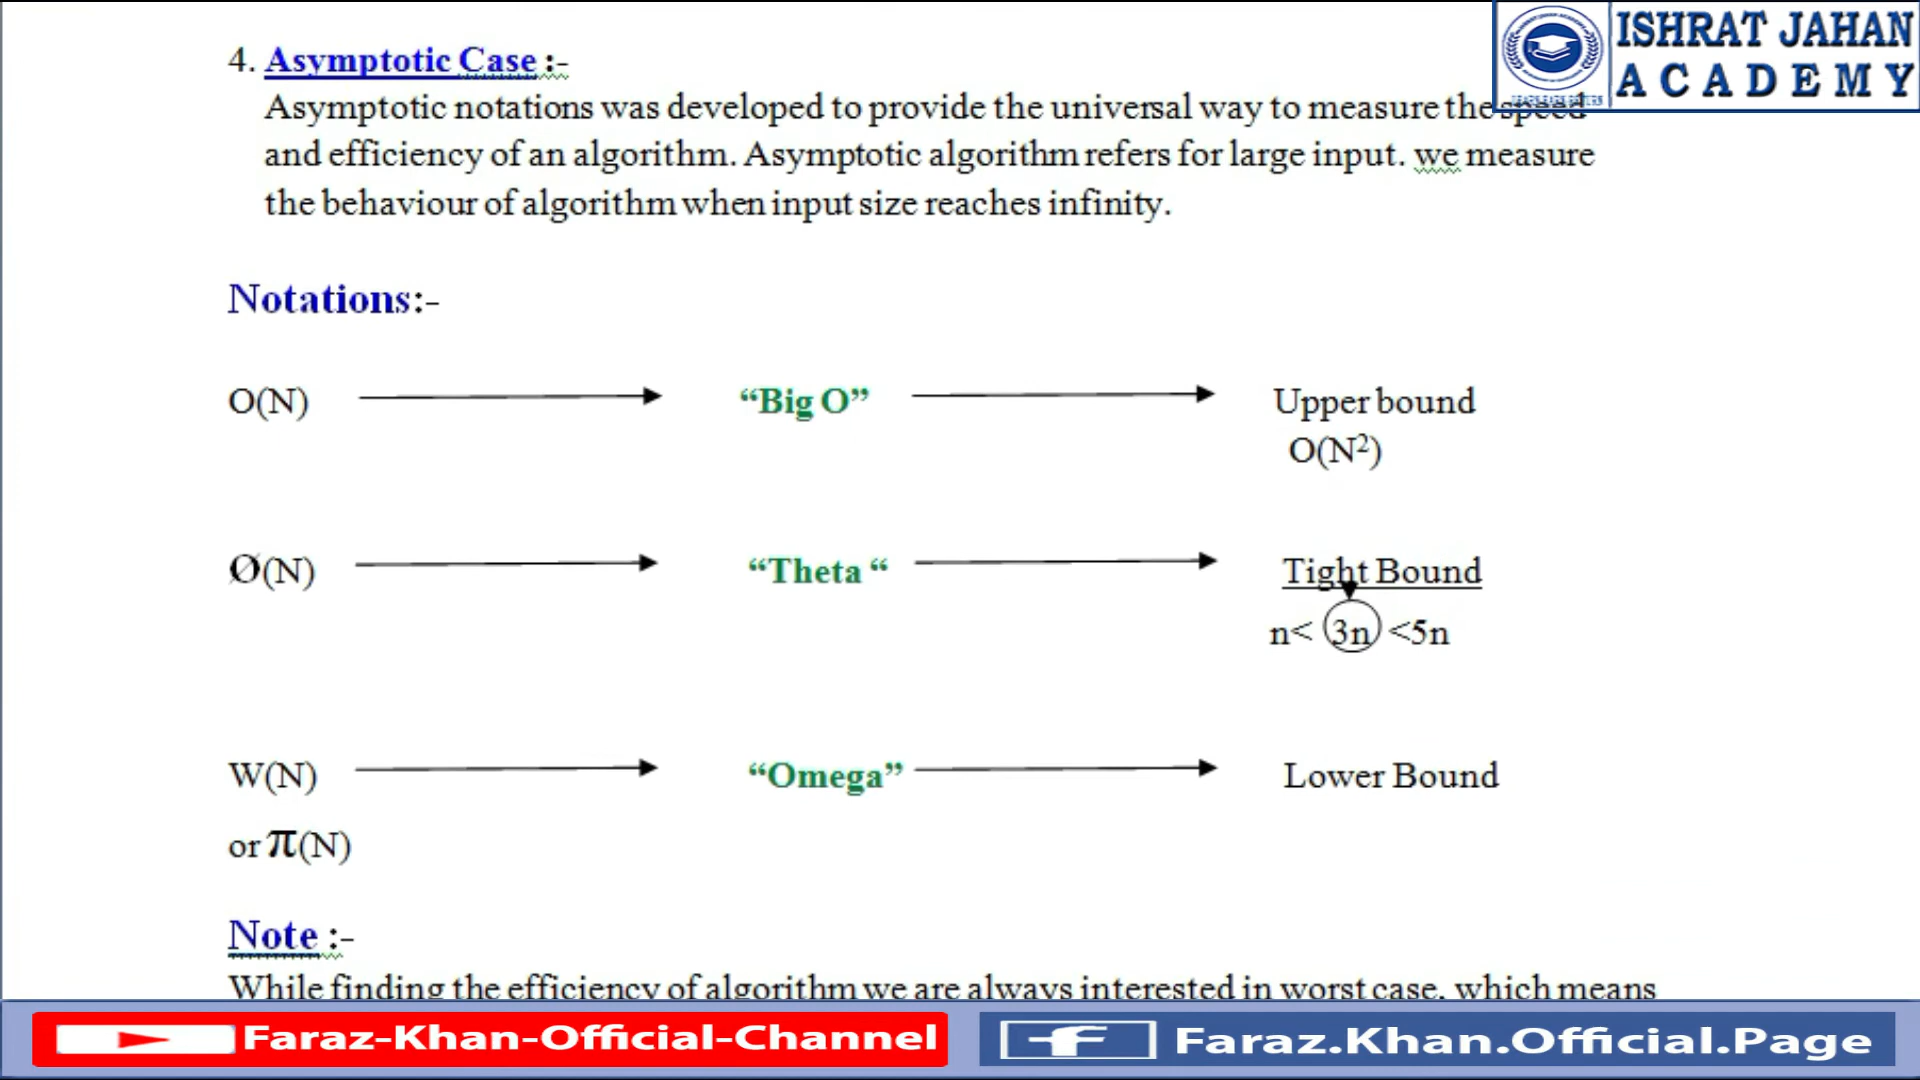 ISHRAT JAHAN
ACADEMY
4. Asymptotic Case :-
Asymptotic notations was developed to provide the universal way to measure the speed
and efficiency of an algorithm. Asymptotic algorithm refers for large input. we measure
the behaviour of algorithm when input size reaches infinity.
Notations:-
O(N) “Big O” Upper bound
O(N²)
Ø(N) “Theta “ Tight Bound
n< 3n <5n
W(N) “Omega” Lower Bound
or π(N)
Note :-
While finding the efficiency of algorithm we are always interested in worst case. which means
Faraz-Khan-Official-Channel
f Faraz.Khan.Official.Page